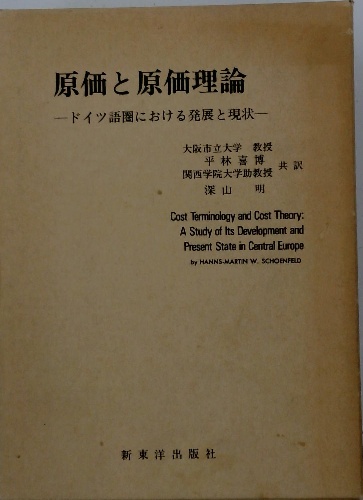 原価と原価理論
―ドイツ語圏における発展と現状―
大阪市立大学 教授
平林喜博
関西学院大学助教授
共訳
深山 明
Cost Terminology and Cost Theory:
A Study of Its Development and
Present State in Central Europe
by HANNS-MARTIN W. SCHOENFELD
新東洋出版社